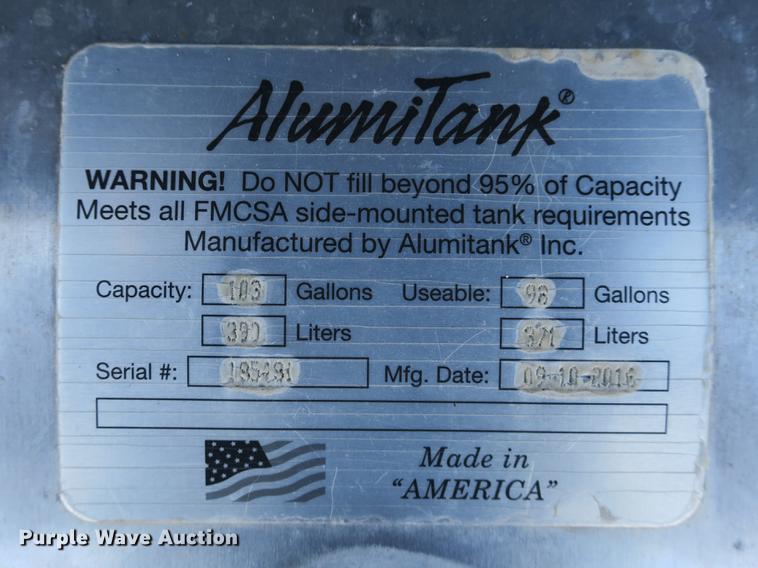 AlumiTank®
WARNING! Do NOT fill beyond 95% of Capacity
Meets all FMCSA side-mounted tank requirements
Manufactured by Alumitank® Inc.
Capacity: 103 Gallons Useable: 98 Gallons
390 Liters 371 Liters
Serial #: Mfg. Date: 09-10-2016
Made in
"AMERICA"
Purple Wave Auction